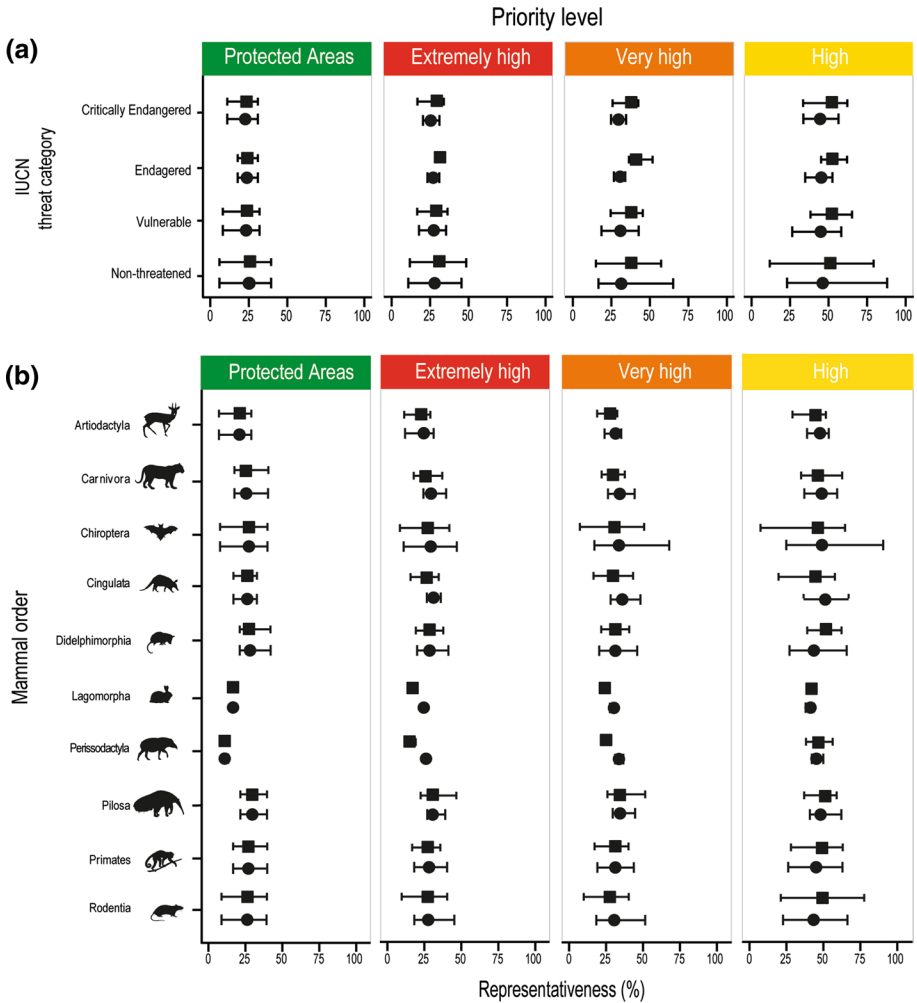 Priority level
(a)
Protected Areas Extremely high Very high High
IUCN
threat category
Critically Endangered
Endagered
Vulnerable
Non-threatened
0 25 50 75 100 0 25 50 75 100 0 25 50 75 100 0 25 50 75 100
(b)
Protected Areas Extremely high Very high High
Mammal order
Artiodactyla
Carnivora
Chiroptera
Cingulata
Didelphimorphia
Lagomorpha
Perissodactyla
Pilosa
Primates
Rodentia
0 25 50 75 100 0 25 50 75 100 0 25 50 75 100 0 25 50 75 100
Representativeness (%)